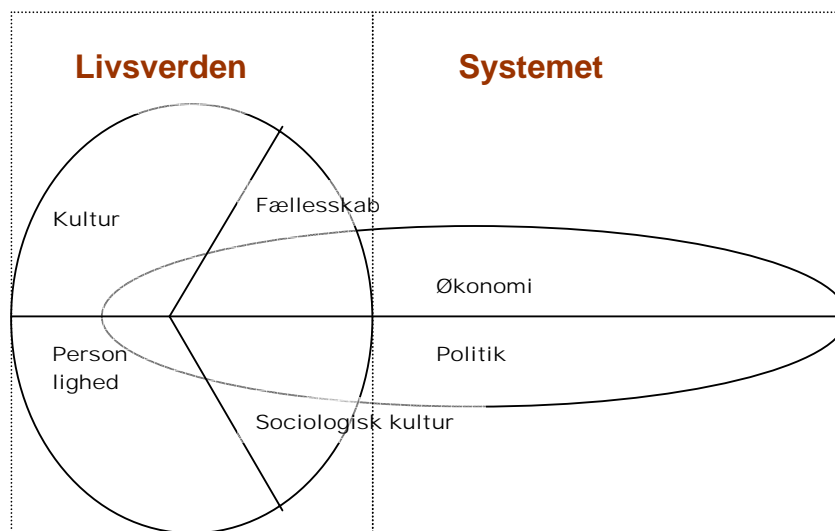 Livsverden
Systemet
Fællesskab
Kultur
Økonomi
Person
lighed
Politik
Sociologisk kultur